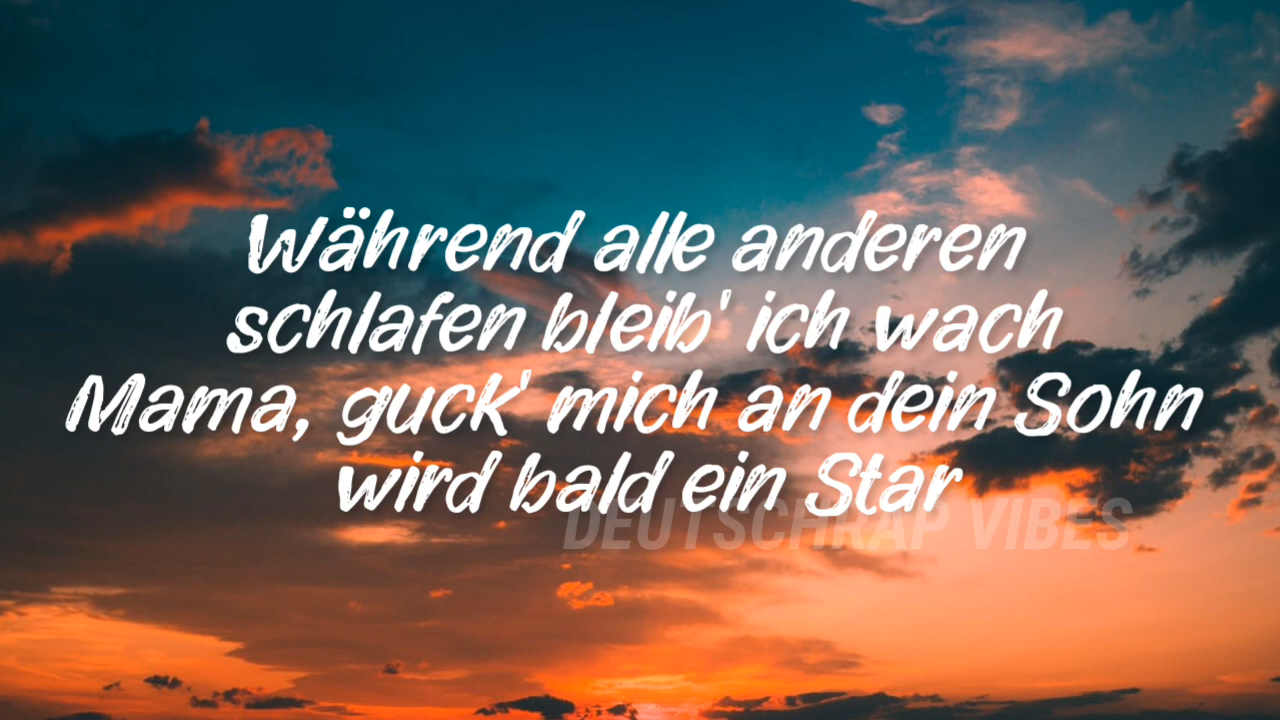 Während alle anderen
schlafen bleib' ich wach
Mama, guck' mich an dein Sohn
wird bald ein Star
DEUTSCHRAP VIBES